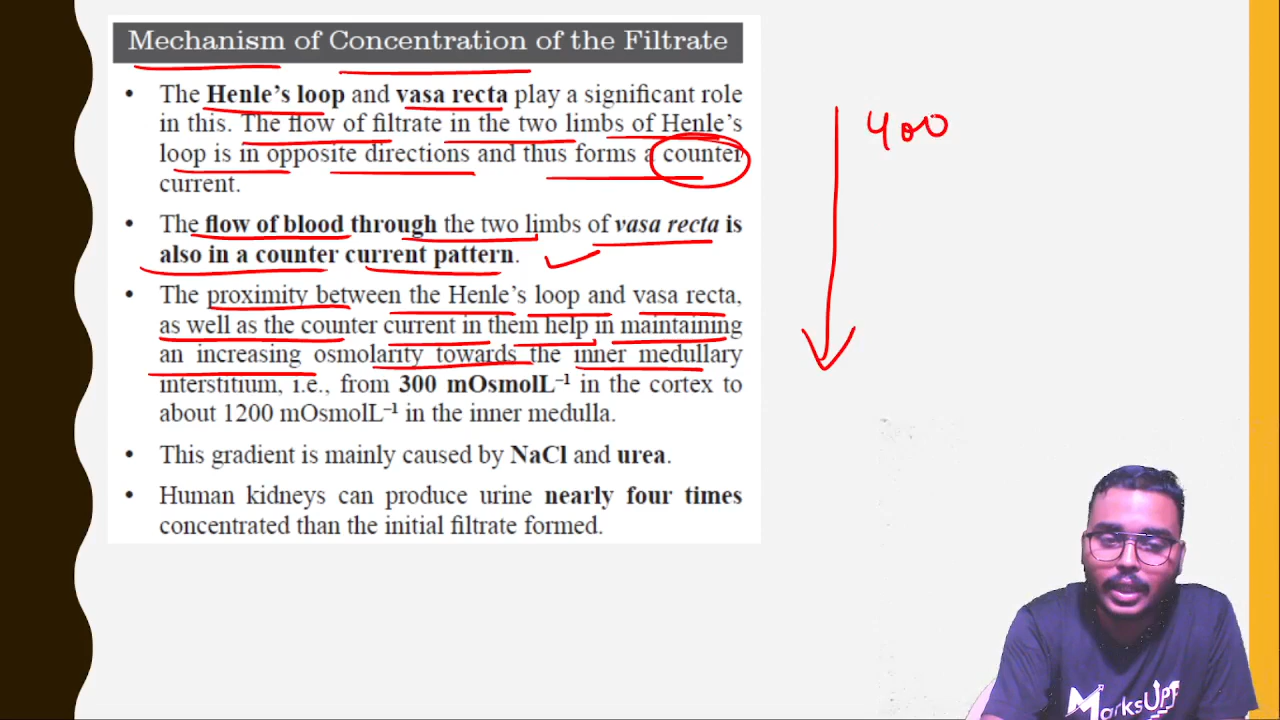 Mechanism of Concentration of the Filtrate
• The Henle's loop and vasa recta play a significant role
in this. The flow of filtrate in the two limbs of Henle's
loop is in opposite directions and thus forms a counter
current.
• The flow of blood through the two limbs of vasa recta is
also in a counter current pattern.
• The proximity between the Henle's loop and vasa recta,
as well as the counter current in them help in maintaining
an increasing osmolarity towards the inner medullary
interstitium, i.e., from 300 mOsmolL⁻¹ in the cortex to
about 1200 mOsmolL⁻¹ in the inner medulla.
• This gradient is mainly caused by NaCl and urea.
• Human kidneys can produce urine nearly four times
concentrated than the initial filtrate formed.
400
MarksUPP